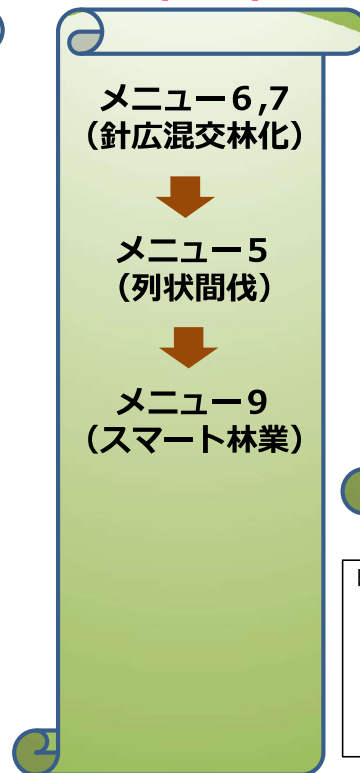 メニュー６,７
（針広混交林化）
メニュー５
（列状間伐）
メニュー９
（スマート林業）